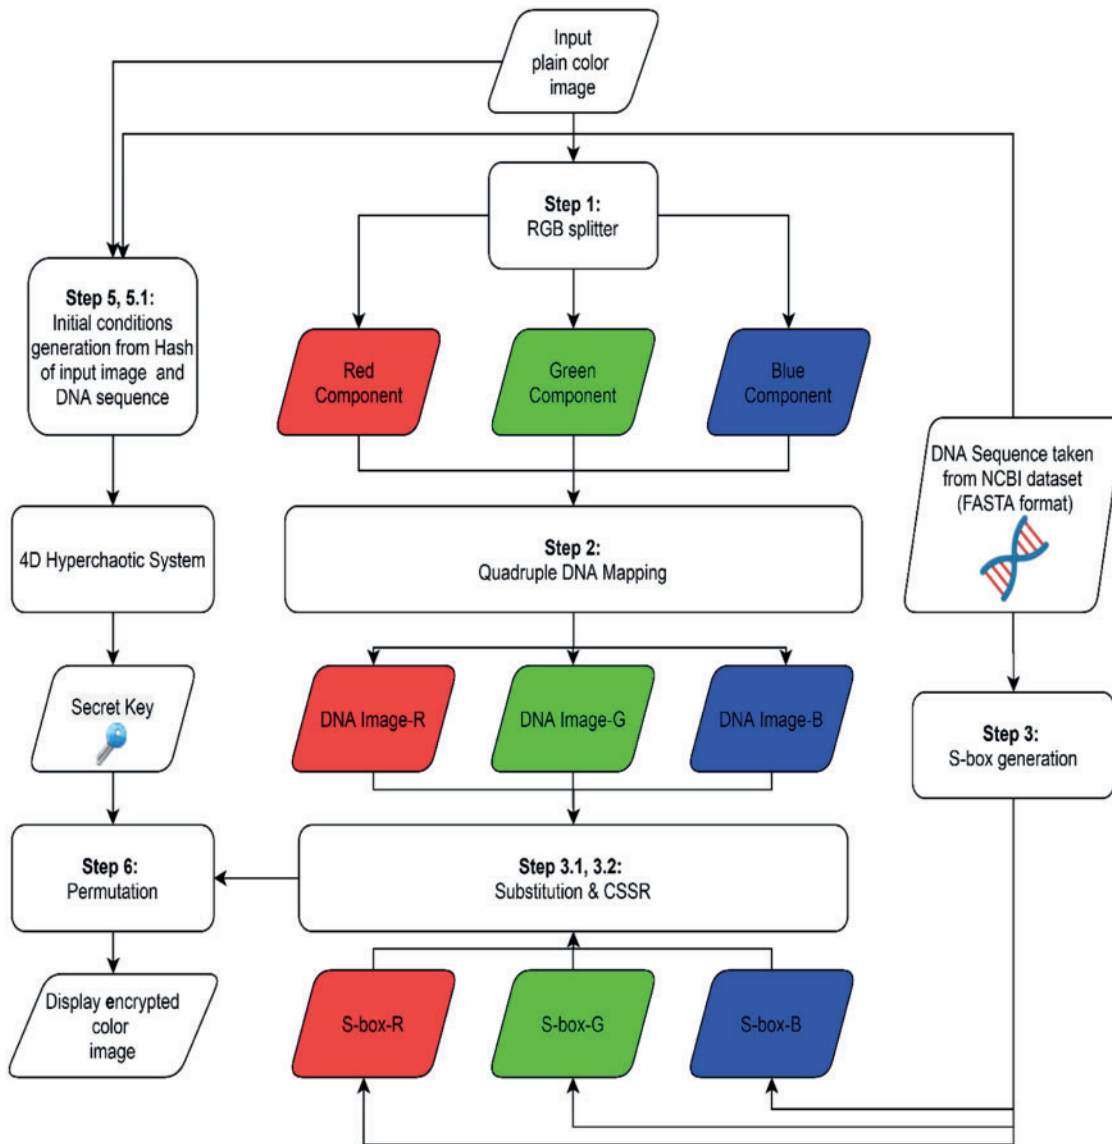 Input
plain color
image
Step 1:
RGB splitter
Step 5, 5.1:
Initial conditions
generation from Hash
of input image and
DNA sequence
Red
Component
Green
Component
Blue
Component
DNA Sequence taken
from NCBI dataset
(FASTA format)
4D Hyperchaotic System
Step 2:
Quadruple DNA Mapping
Secret Key
DNA Image-R
DNA Image-G
DNA Image-B
Step 3:
S-box generation
Step 6:
Permutation
Step 3.1, 3.2:
Substitution & CSSR
Display encrypted
color
image
S-box-R
S-box-G
S-box-B